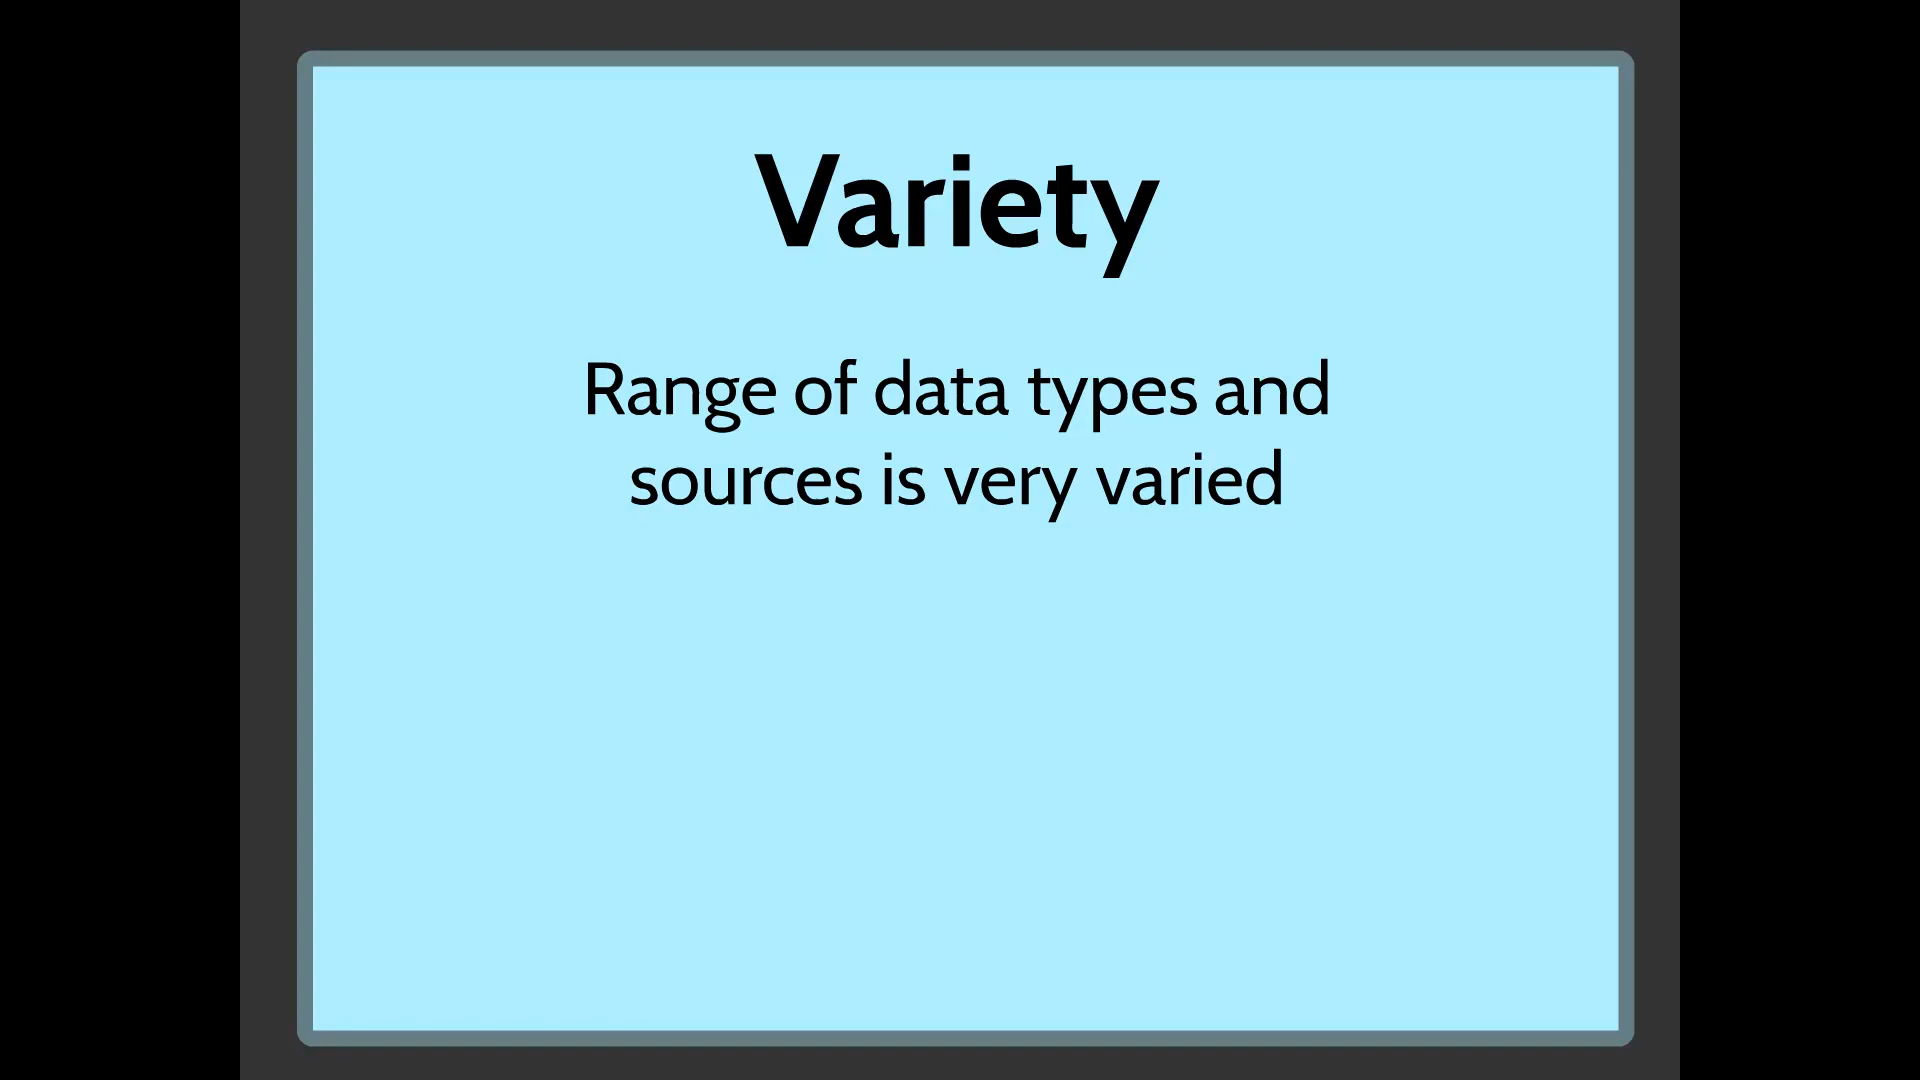 Variety
Range of data types and
sources is very varied